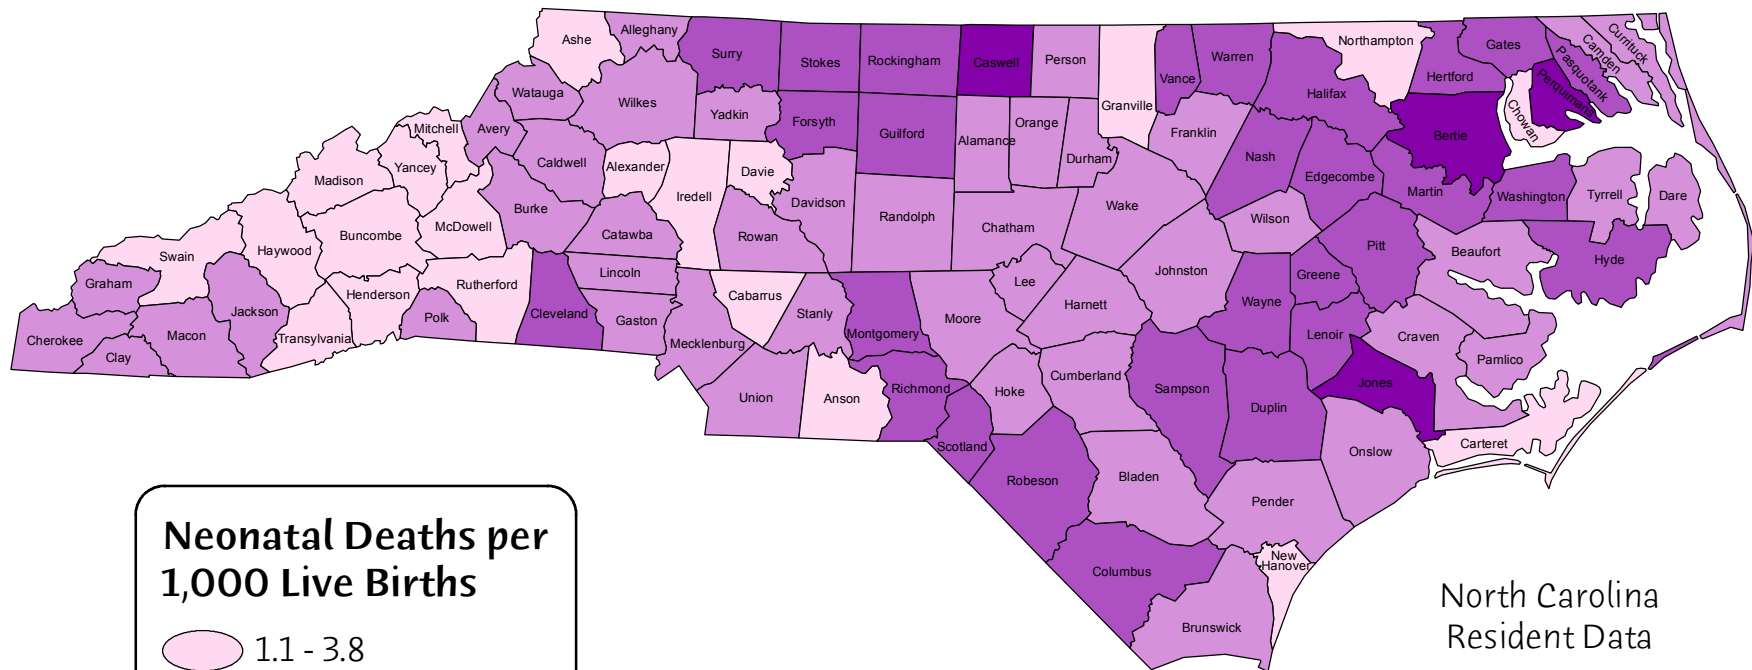 Ashe
Alleghany
Surry
Stokes
Rockingham
Caswell
Person
Granville
Vance
Warren
Northampton
Hertford
Gates
Pasquotank
Camden
Currituck
Perquimans
Chowan
Halifax
Bertie
Watauga
Wilkes
Yadkin
Forsyth
Guilford
Alamance
Orange
Durham
Franklin
Nash
Edgecombe
Martin
Washington
Tyrrell
Dare
Mitchell
Avery
Caldwell
Alexander
Iredell
Davie
Davidson
Randolph
Chatham
Wake
Wilson
Pitt
Beaufort
Hyde
Madison
Yancey
McDowell
Burke
Catawba
Rowan
Swain
Haywood
Buncombe
Graham
Jackson
Henderson
Rutherford
Cleveland
Lincoln
Gaston
Cabarrus
Stanly
Montgomery
Moore
Lee
Harnett
Johnston
Wayne
Greene
Lenoir
Craven
Pamlico
Cherokee
Clay
Macon
Transylvania
Polk
Mecklenburg
Union
Anson
Richmond
Scotland
Hoke
Cumberland
Sampson
Duplin
Jones
Onslow
Carteret
Robeson
Bladen
Pender
Columbus
New
Hanover
Brunswick
Neonatal Deaths per
1,000 Live Births
1.1 - 3.8
North Carolina
Resident Data